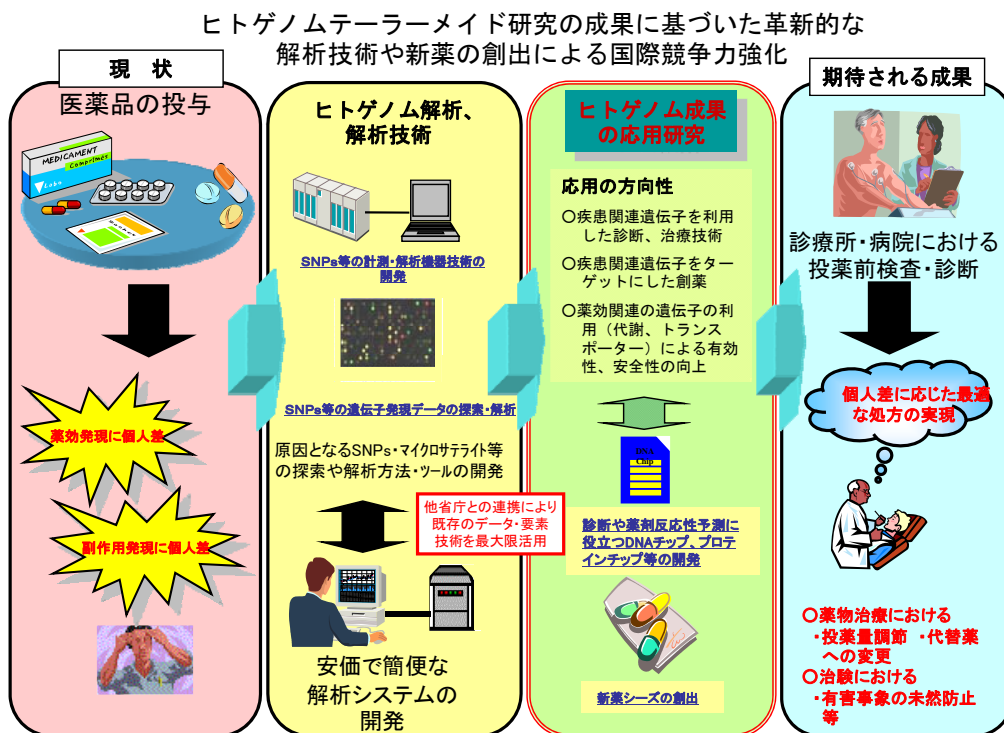 ヒトゲノムテーラーメイド研究の成果に基づいた革新的な
解析技術や新薬の創出による国際競争力強化
現 状
医薬品の投与
MEDICAMENT
Comprimes
Labo
薬効発現に個人差
副作用発現に個人差
ヒトゲノム解析、
解析技術
SNPs等の計測・解析機器技術の
開発
SNPs等の遺伝子発現データの探索・解析
原因となるSNPs・マイクロサテライト等
の探索や解析方法・ツールの開発
他省庁との連携により
既存のデータ・要素
技術を最大限活用
安価で簡便な
解析システムの
開発
ヒトゲノム成果
の応用研究
応用の方向性
○疾患関連遺伝子を利用
した診断、治療技術
○疾患関連遺伝子をター
ゲットにした創薬
○薬効関連の遺伝子の利
用（代謝、トランス
ポーター）による有効
性、安全性の向上
DNA
Chip
診断や薬剤反応性予測に
役立つDNAチップ、プロテ
インチップ等の開発
新薬シーズの創出
期待される成果
診療所・病院における
投薬前検査・診断
個人差に応じた最適
な処方の実現
○薬物治療における
・投薬量調節 ・代替薬
への変更
○治験における
・有害事象の未然防止
等